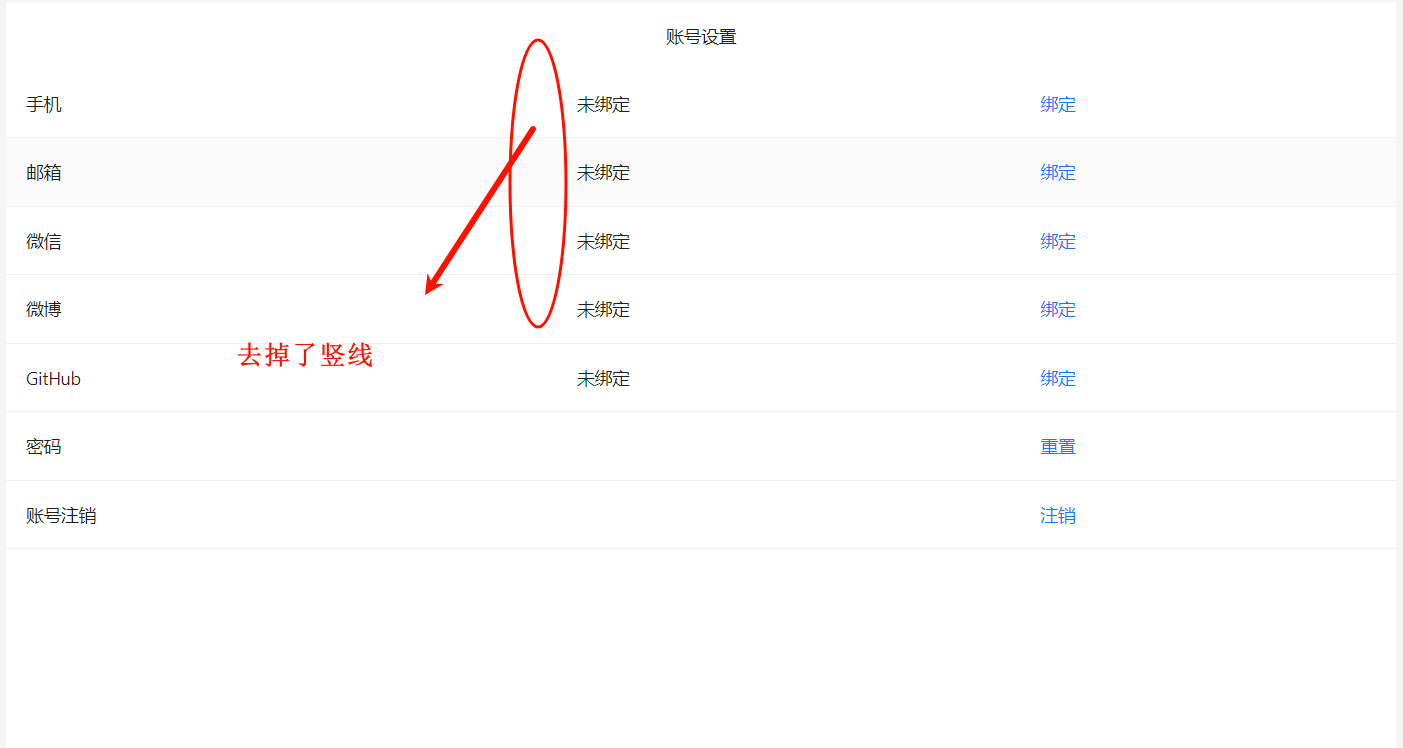 账号设置
手机 未绑定 绑定
邮箱 未绑定 绑定
微信 未绑定 绑定
微博 未绑定 绑定
去掉了竖线
GitHub 未绑定 绑定
密码 重置
账号注销 注销